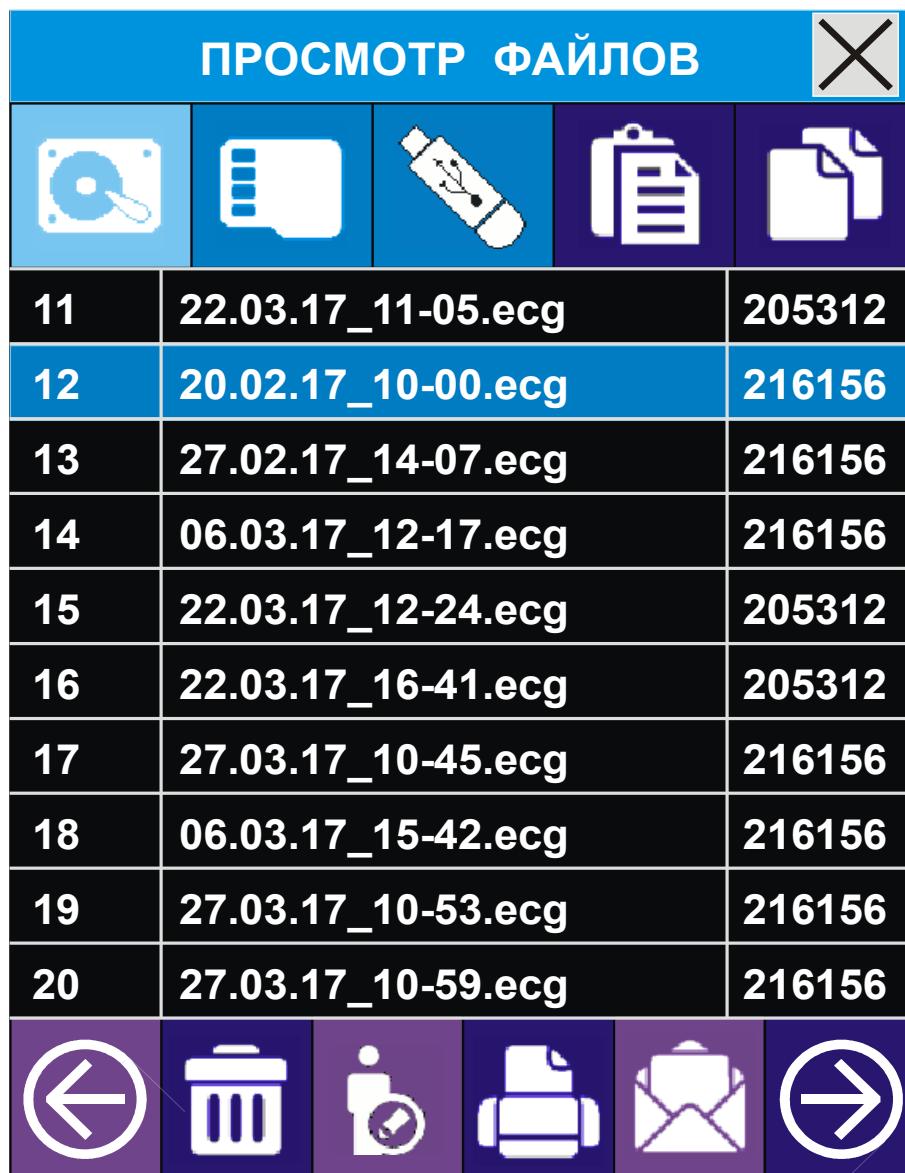 ПРОСМОТР ФАЙЛОВ
11 22.03.17_11-05.ecg 205312
12 20.02.17_10-00.ecg 216156
13 27.02.17_14-07.ecg 216156
14 06.03.17_12-17.ecg 216156
15 22.03.17_12-24.ecg 205312
16 22.03.17_16-41.ecg 205312
17 27.03.17_10-45.ecg 216156
18 06.03.17_15-42.ecg 216156
19 27.03.17_10-53.ecg 216156
20 27.03.17_10-59.ecg 216156